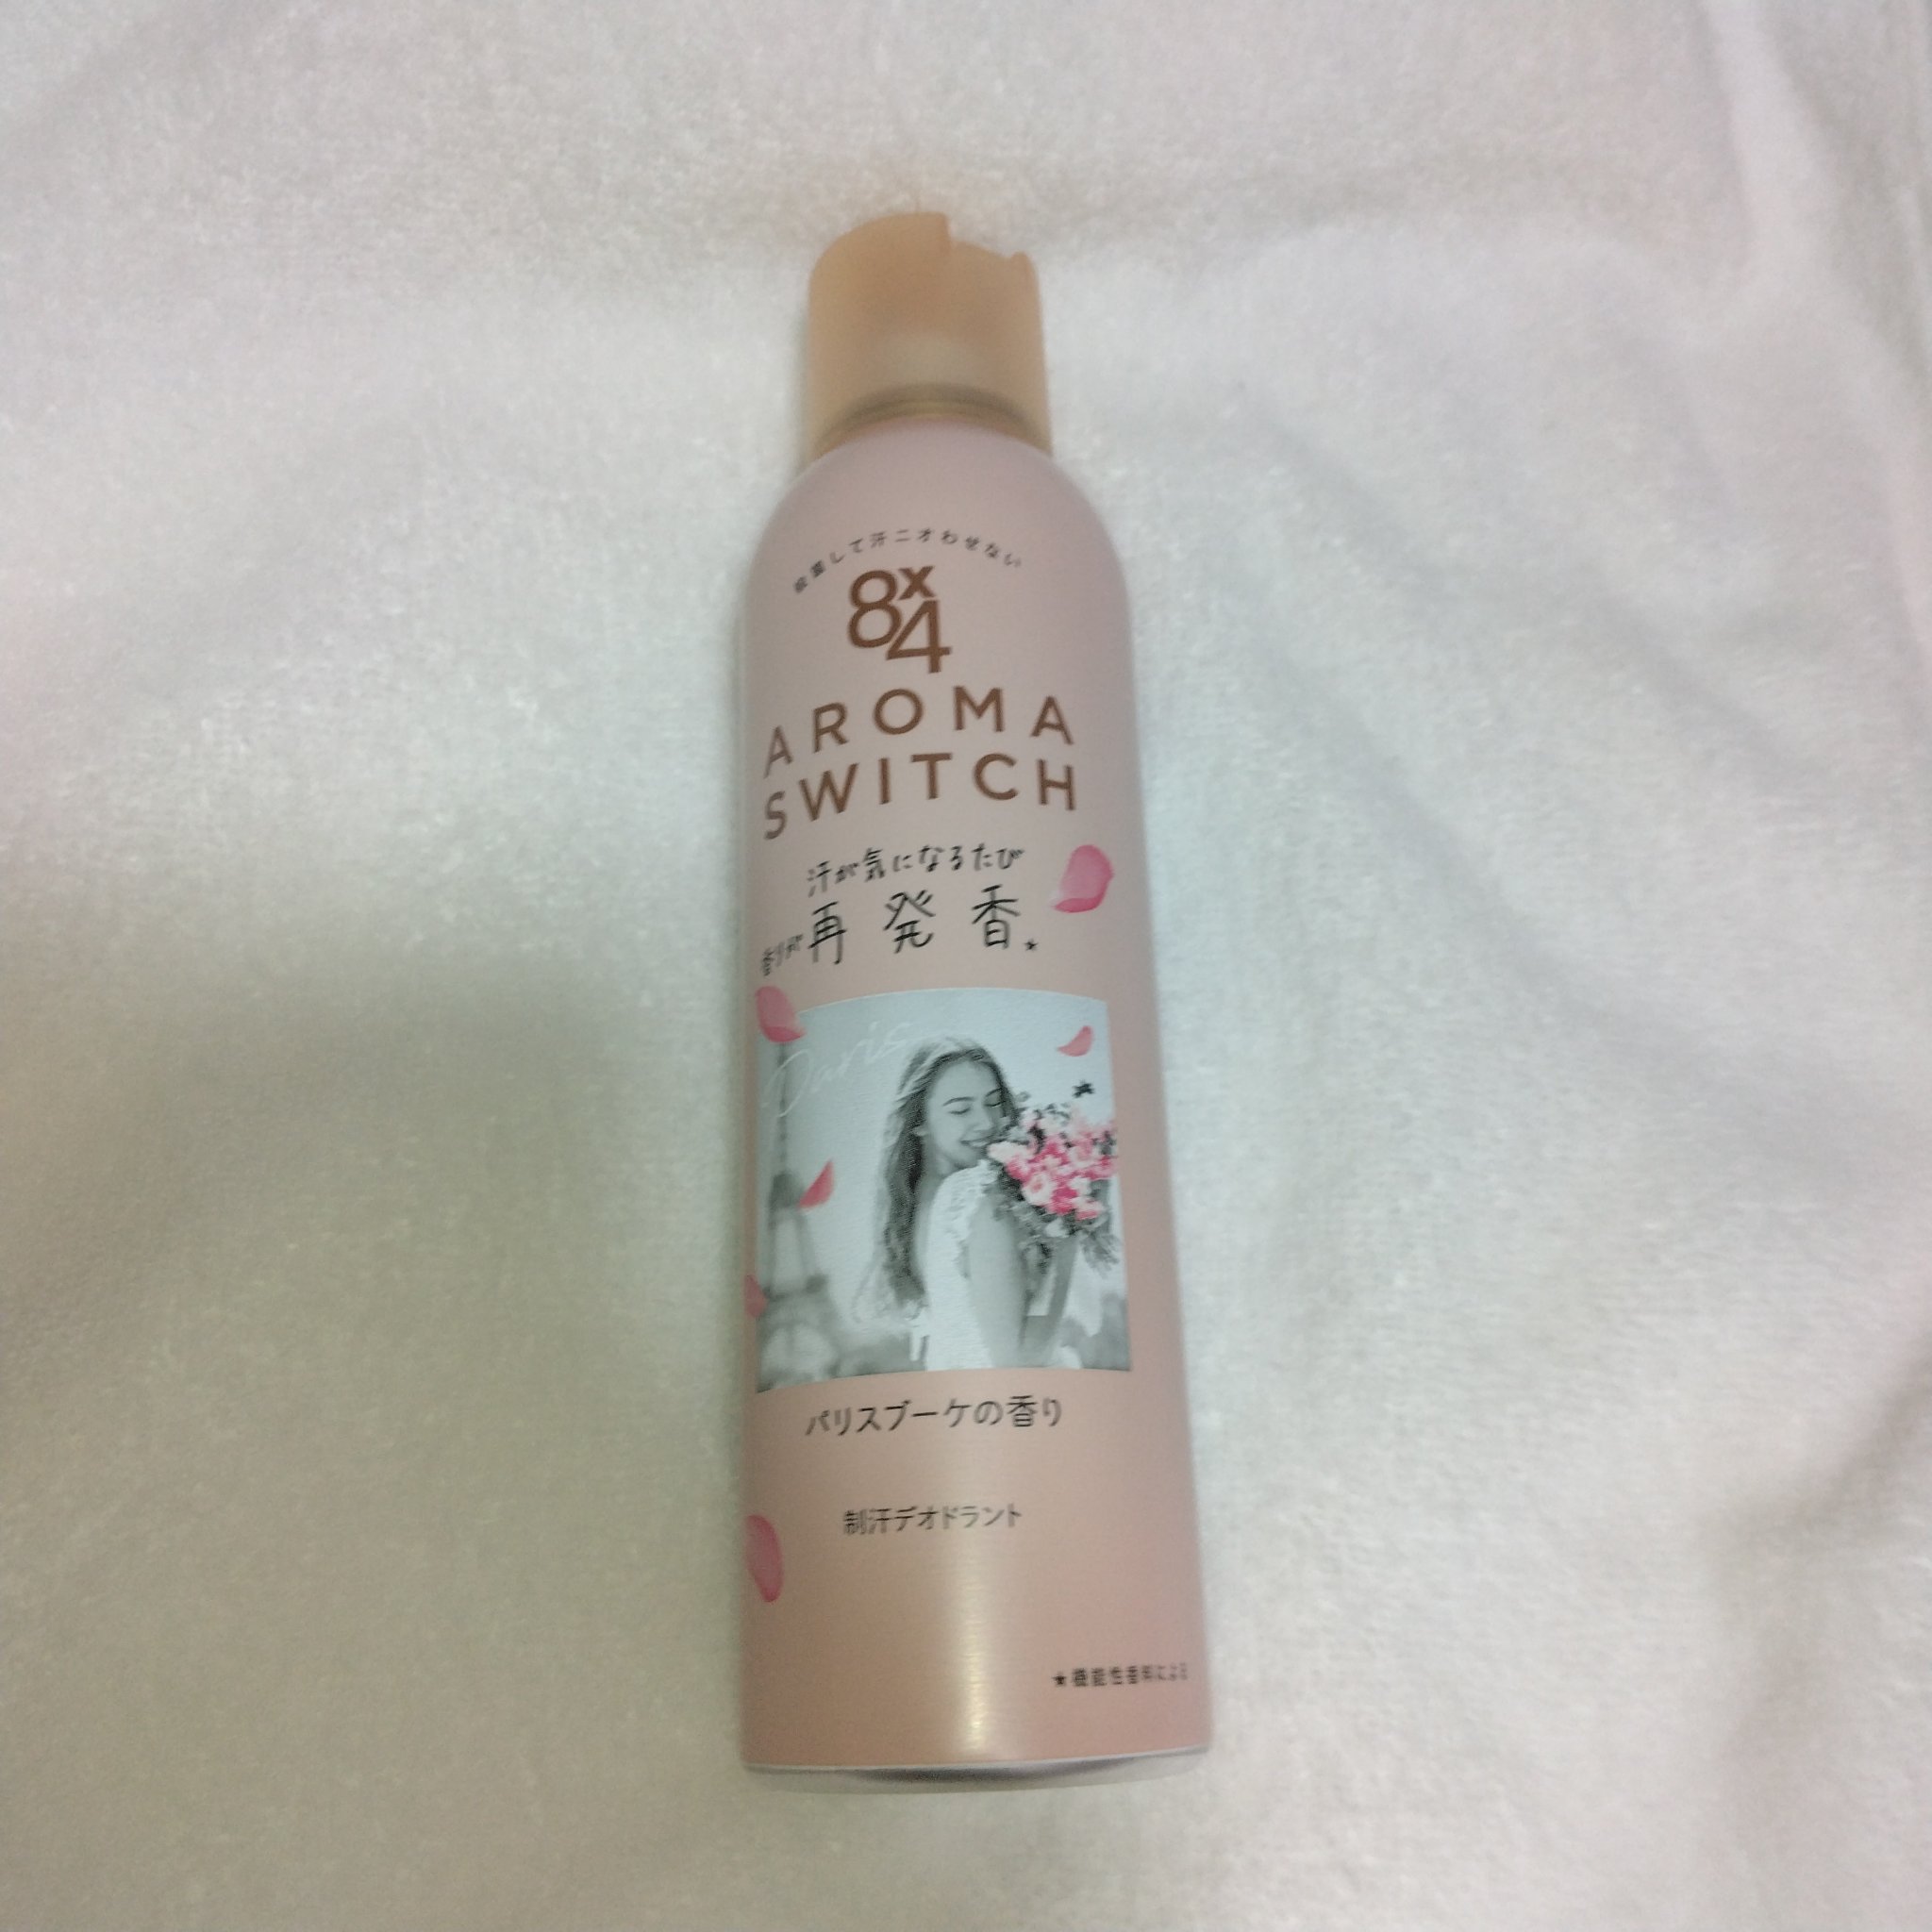 殺菌して汗ニオわせない
8x4
AROMA
SWITCH
汗が気になるたび
香りが再発香★
Paris
パリスブーケの香り
制汗デオドラント
★機能性香料による